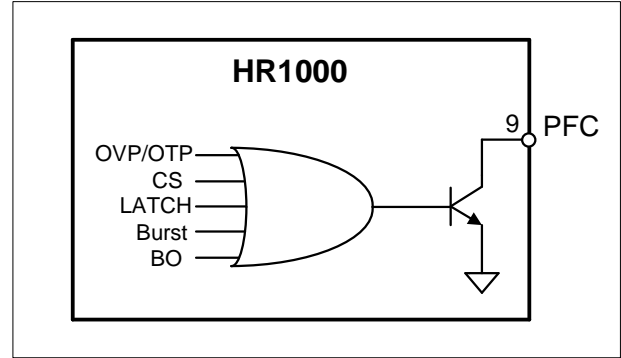 HR1000
OVP/OTP
CS
LATCH
Burst
BO
9 PFC